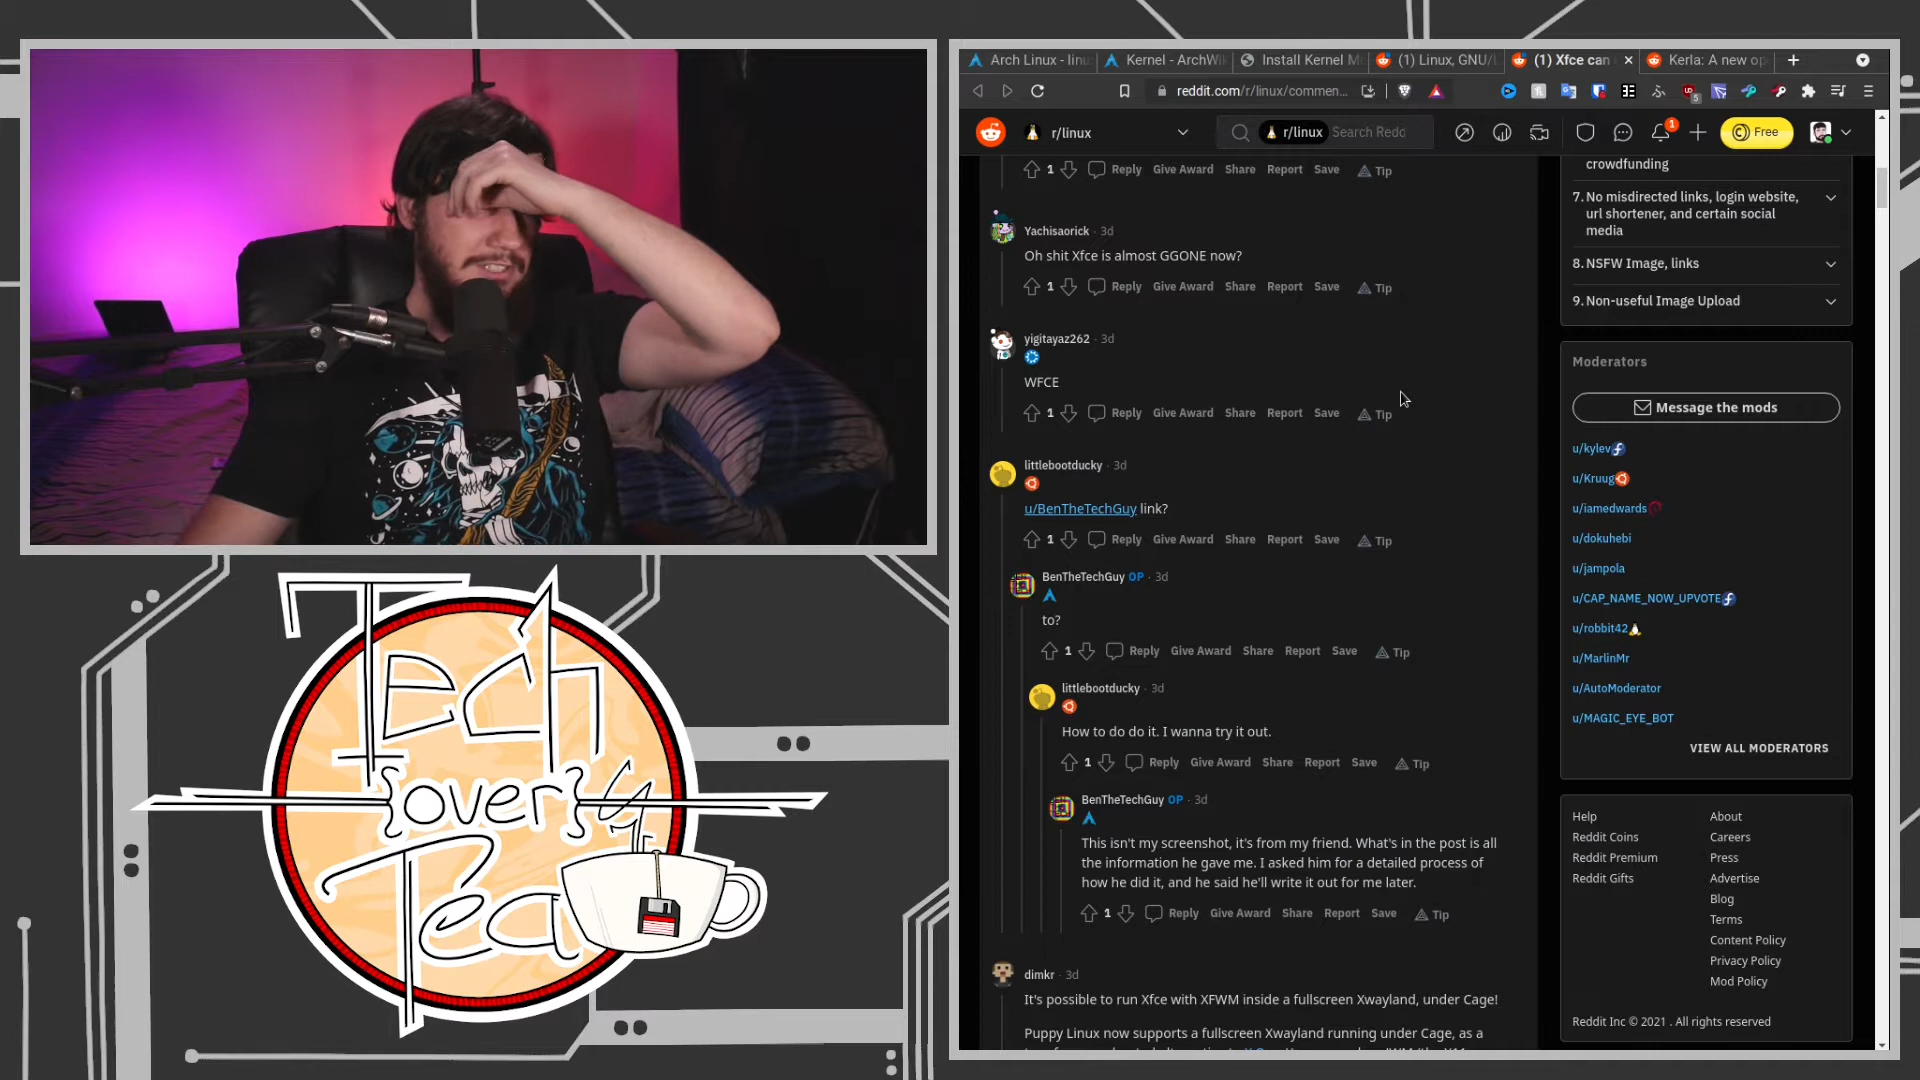 Arch Linux - linu
Kernel - ArchWi
Install Kernel M
(1) Linux, GNU/L
(1) Xfce can
Kerla: A new op
reddit.com/r/linux/commen...
5
r/linux
r/linux Search Redd
1
Free
1 Reply Give Award Share Report Save Tip
Yachisaorick · 3d
Oh shit Xfce is almost GGONE now?
1 Reply Give Award Share Report Save Tip
yigitayaz262 · 3d
WFCE
1 Reply Give Award Share Report Save Tip
littlebootducky · 3d
u/BenTheTechGuy link?
1 Reply Give Award Share Report Save Tip
BenTheTechGuy OP · 3d
to?
1 Reply Give Award Share Report Save Tip
littlebootducky · 3d
How to do do it. I wanna try it out.
1 Reply Give Award Share Report Save Tip
BenTheTechGuy OP · 3d
This isn't my screenshot, it's from my friend. What's in the post is all
the information he gave me. I asked him for a detailed process of
how he did it, and he said he'll write it out for me later.
1 Reply Give Award Share Report Save Tip
dimkr · 3d
It's possible to run Xfce with XFWM inside a fullscreen Xwayland, under Cage!
Puppy Linux now supports a fullscreen Xwayland running under Cage, as a
crowdfunding
7. No misdirected links, login website,
url shortener, and certain social
media
8. NSFW Image, links
9. Non-useful Image Upload
Moderators
Message the mods
u/kylev
u/Kruug
u/iamedwards
u/dokuhebi
u/jampola
u/CAP_NAME_NOW_UPVOTE
u/robbit42
u/MarlinMr
u/AutoModerator
u/MAGIC_EYE_BOT
VIEW ALL MODERATORS
Help About
Reddit Coins Careers
Reddit Premium Press
Reddit Gifts Advertise
Blog
Terms
Content Policy
Privacy Policy
Mod Policy
Reddit Inc © 2021 . All rights reserved
Tech
{over}
Tea